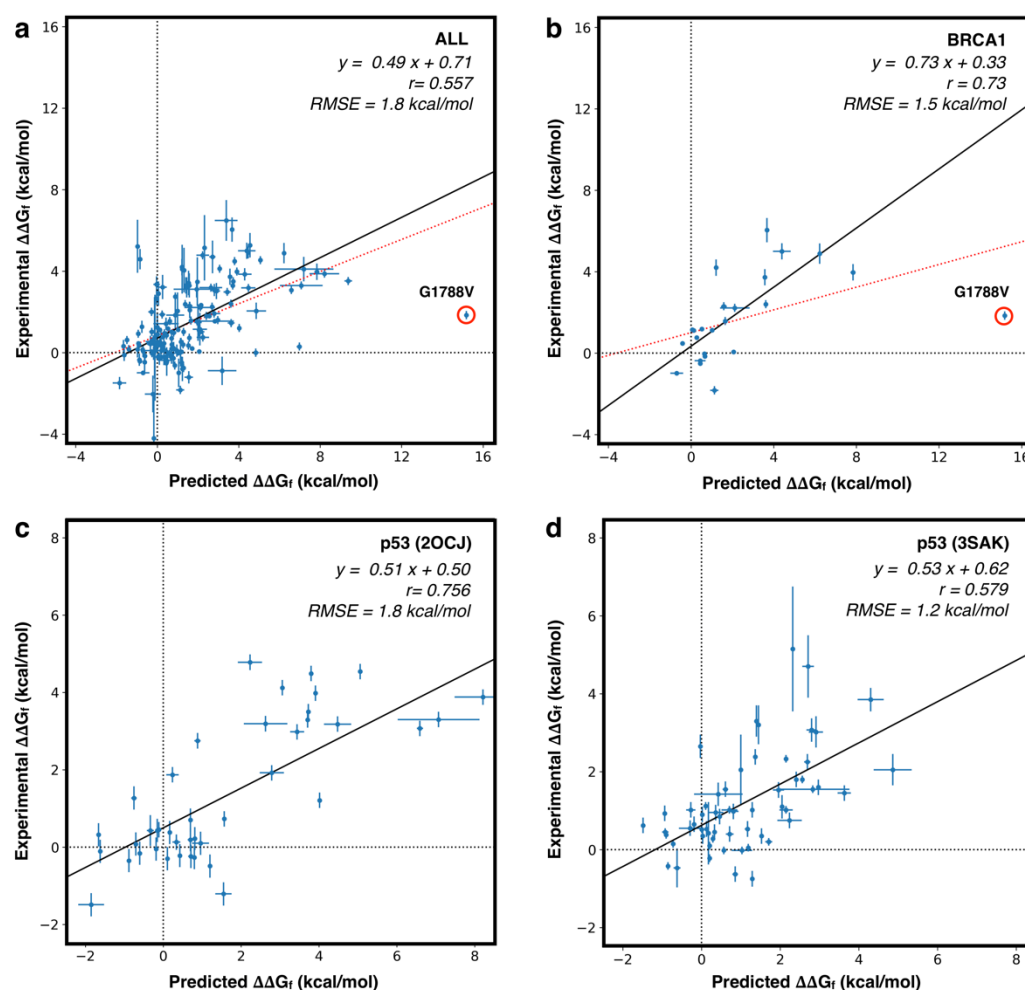 a
ALL
y = 0.49 x + 0.71
r= 0.557
RMSE = 1.8 kcal/mol
G1788V
16
12
8
4
0
−4
−4 0 4 8 12 16
Experimental ΔΔGf (kcal/mol)
Predicted ΔΔGf (kcal/mol)
b
BRCA1
y = 0.73 x + 0.33
r = 0.73
RMSE = 1.5 kcal/mol
G1788V
16
12
8
4
0
−4
−4 0 4 8 12 16
Experimental ΔΔGf (kcal/mol)
Predicted ΔΔGf (kcal/mol)
c
p53 (2OCJ)
y = 0.51 x + 0.50
r= 0.756
RMSE = 1.8 kcal/mol
8
6
4
2
0
−2
−2 0 2 4 6 8
Experimental ΔΔGf (kcal/mol)
Predicted ΔΔGf (kcal/mol)
d
p53 (3SAK)
y = 0.53 x + 0.62
r = 0.579
RMSE = 1.2 kcal/mol
8
6
4
2
0
−2
−2 0 2 4 6 8
Experimental ΔΔGf (kcal/mol)
Predicted ΔΔGf (kcal/mol)